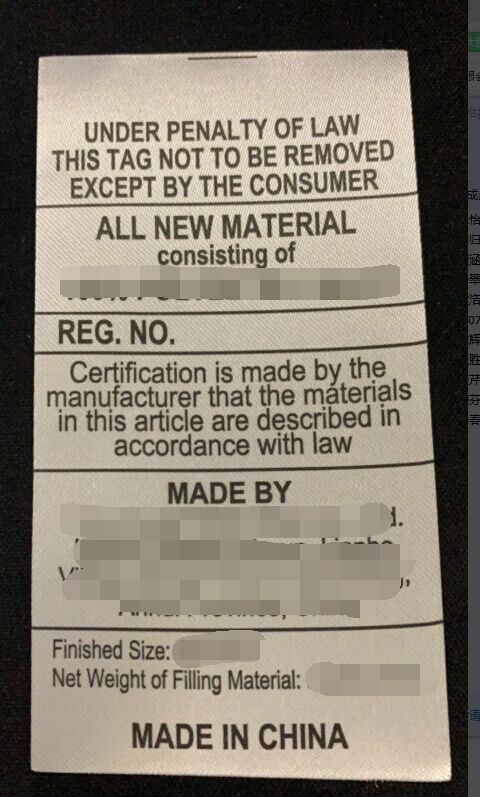 UNDER PENALTY OF LAW
THIS TAG NOT TO BE REMOVED
EXCEPT BY THE CONSUMER
ALL NEW MATERIAL
consisting of
REG. NO.
Certification is made by the
manufacturer that the materials
in this article are described in
accordance with law
MADE BY
Finished Size:
Net Weight of Filling Material:
MADE IN CHINA